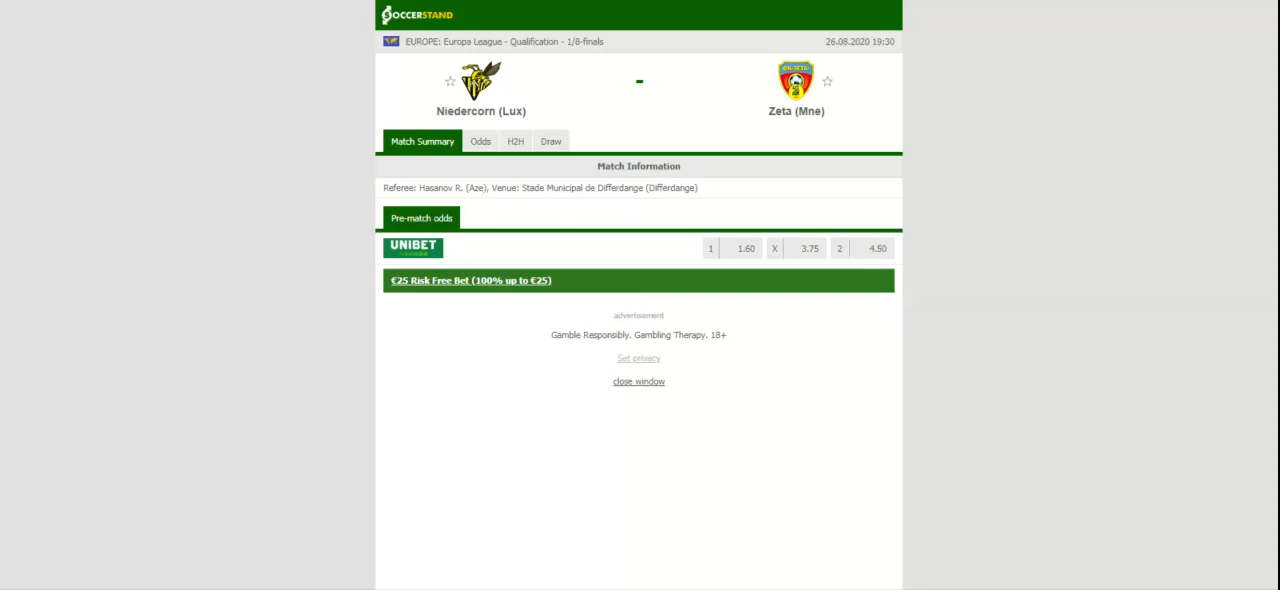 SOCCERSTAND
EUROPE: Europa League - Qualification - 1/8-finals 26.08.2020 19:30
-
Niedercorn (Lux) Zeta (Mne)
Match Summary Odds H2H Draw
Match Information
Referee: Hasanov R. (Aze), Venue: Stade Municipal de Differdange (Differdange)
Pre-match odds
UNIBET 1 1.60 X 3.75 2 4.50
€25 Risk Free Bet (100% up to €25)
advertisement
Gamble Responsibly. Gambling Therapy. 18+
Set privacy
close window